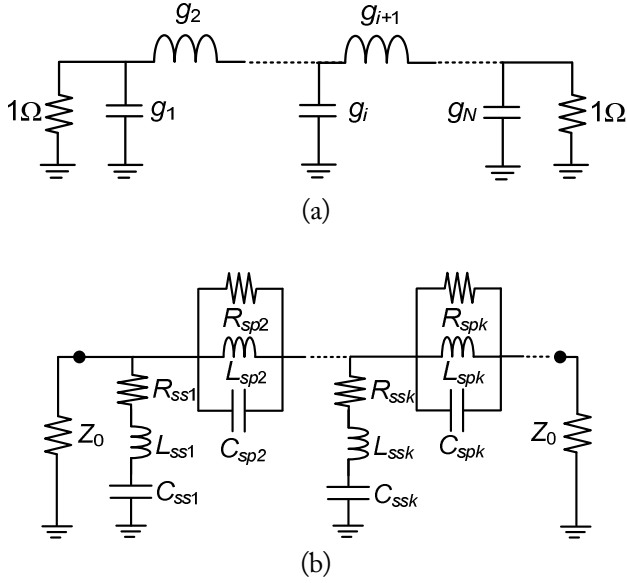 g2 gi+1
1Ω g1 gi gN 1Ω
(a)
Rsp2 Rspk
Lsp2 Lspk
Rss1 Rssk
Z0 Lss1 Csp2 Lssk Cspk Z0
Css1 Cssk
(b)